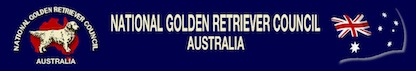 NATIONAL GOLDEN RETRIEVER COUNCIL
AUSTRALIA
NATIONAL GOLDEN RETRIEVER COUNCIL
AUSTRALIA